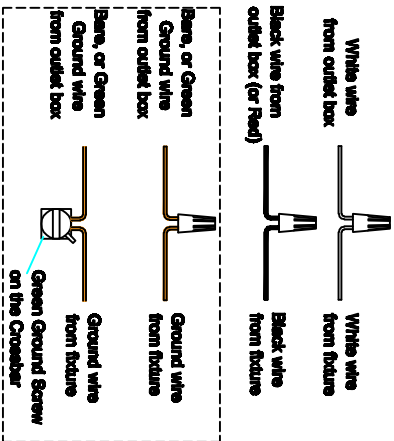 White wire
from outlet box
White wire
from fixture
Black wire from
outlet box (or Red)
Black wire
from fixture
Bare, or Green
Ground wire
from outlet box
Ground wire
from fixture
Bare, or Green
Ground wire
from outlet box
Ground wire
from fixture
Green Ground Screw
on the Crossbar